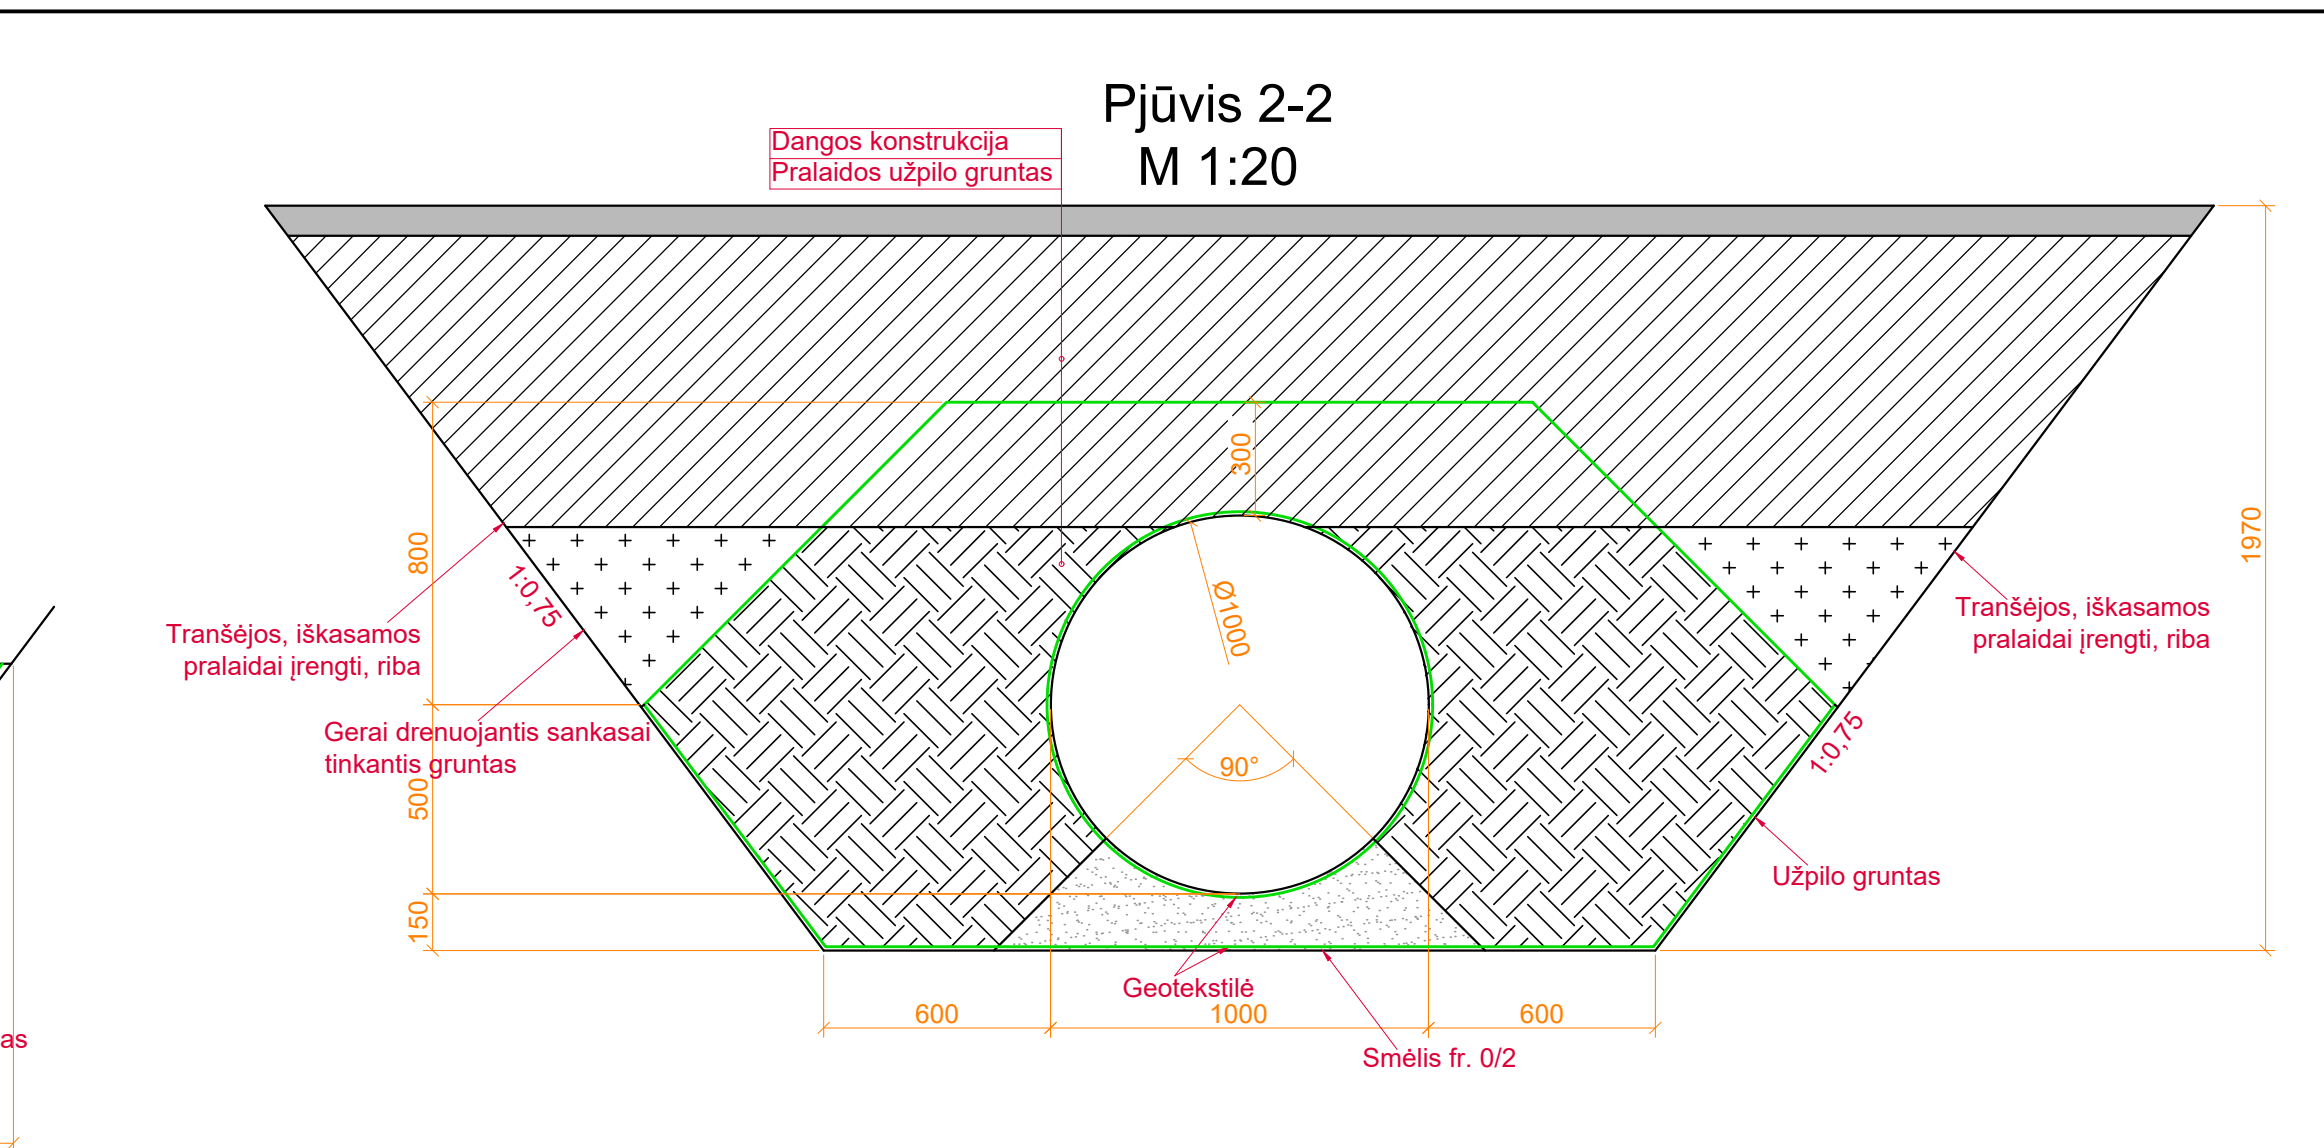 Pjūvis 2-2
M 1:20
Dangos konstrukcija
Pralaidos užpilo gruntas
300
800
1970
1:0,75
Ø1000
Tranšėjos, iškasamos
pralaidai įrengti, riba
Tranšėjos, iškasamos
pralaidai įrengti, riba
Gerai drenuojantis sankasai
tinkantis gruntas
90°
1:0,75
500
Užpilo gruntas
150
Geotekstilė
600
1000
600
as
Smėlis fr. 0/2